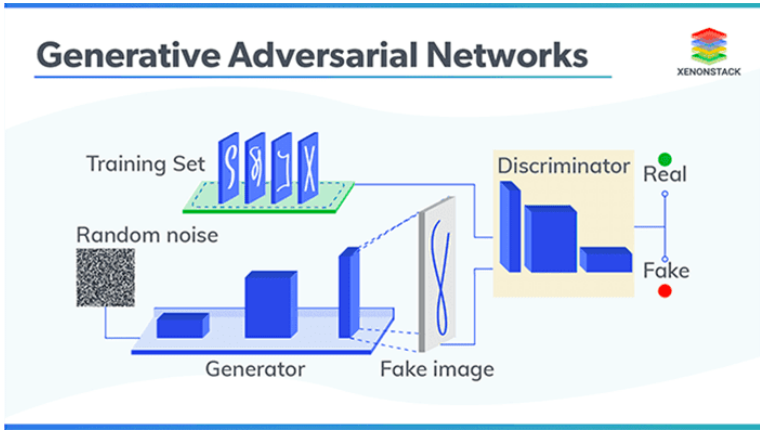 Generative Adversarial Networks
XENONSTACK
Training Set
Discriminator
Real
Random noise
Fake
Generator
Fake image